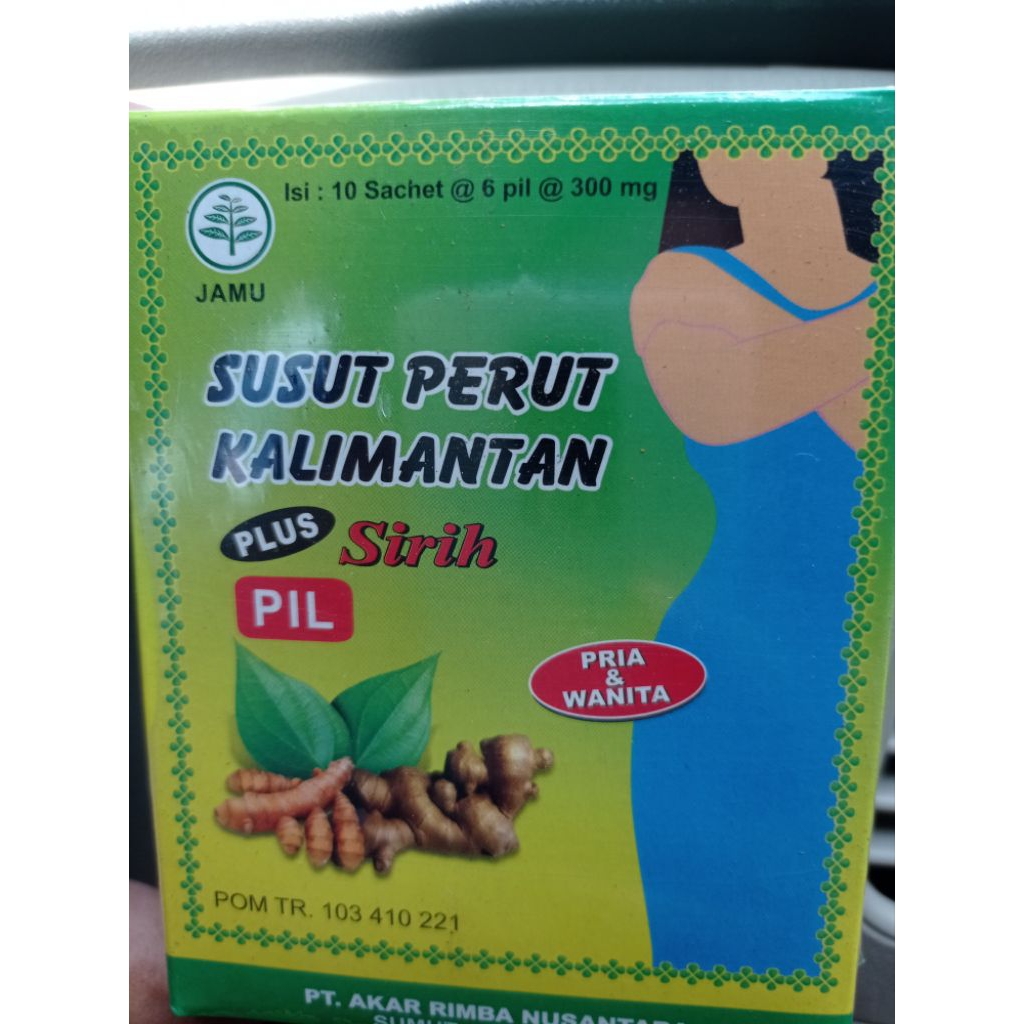 Isi : 10 Sachet @ 6 pil @ 300 mg
JAMU
SUSUT PERUT
KALIMANTAN
PLUS Sirih
PIL
PRIA
&
WANITA
POM TR. 103 410 221
PT. AKAR RIMBA NUSANTARA